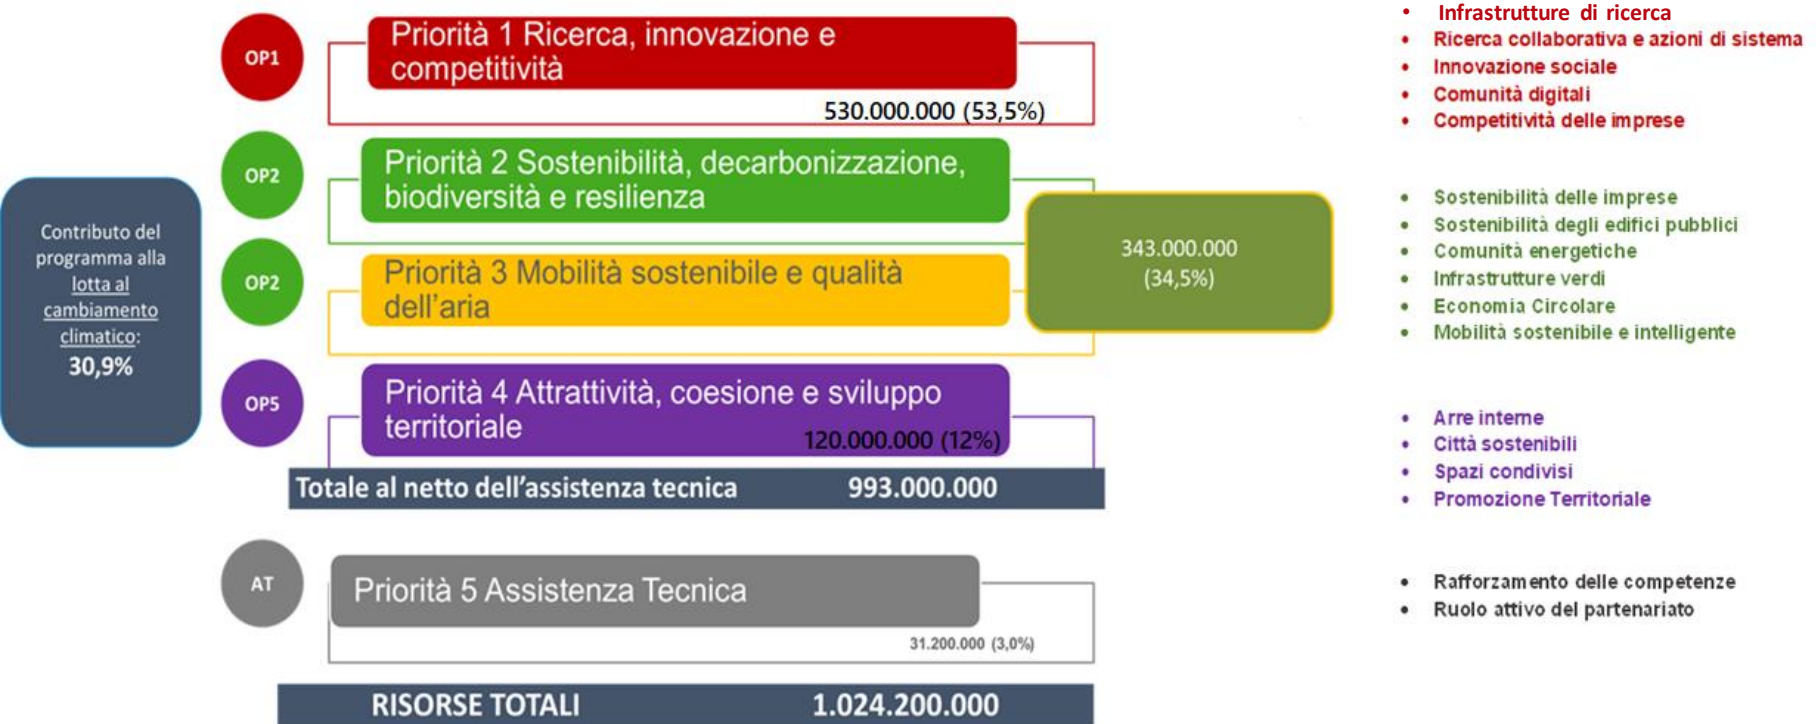 Contributo del
programma alla
lotta al
cambiamento
climatico:
30,9%
OP1
Priorità 1 Ricerca, innovazione e
competitività
530.000.000 (53,5%)
OP2
Priorità 2 Sostenibilità, decarbonizzazione,
biodiversità e resilienza
OP2
Priorità 3 Mobilità sostenibile e qualità
dell’aria
343.000.000
(34,5%)
OP5
Priorità 4 Attrattività, coesione e sviluppo
territoriale
120.000.000 (12%)
Totale al netto dell’assistenza tecnica 993.000.000
AT
Priorità 5 Assistenza Tecnica
31.200.000 (3,0%)
RISORSE TOTALI 1.024.200.000
• Infrastrutture di ricerca
• Ricerca collaborativa e azioni di sistema
• Innovazione sociale
• Comunità digitali
• Competitività delle imprese
• Sostenibilità delle imprese
• Sostenibilità degli edifici pubblici
• Comunità energetiche
• Infrastrutture verdi
• Economia Circolare
• Mobilità sostenibile e intelligente
• Arre interne
• Città sostenibili
• Spazi condivisi
• Promozione Territoriale
• Rafforzamento delle competenze
• Ruolo attivo del partenariato